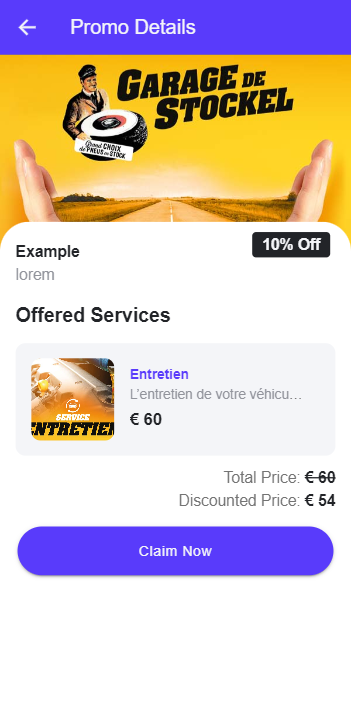 Promo Details
GARAGE DE
STOCKEL
Grand CHOIX
de PNEUS en STOCK
10% Off
Example
lorem
Offered Services
Entretien
L'entretien de votre véhicu…
€ 60
SERVICE
ENTRETIEN
Total Price: € 60
Discounted Price: € 54
Claim Now